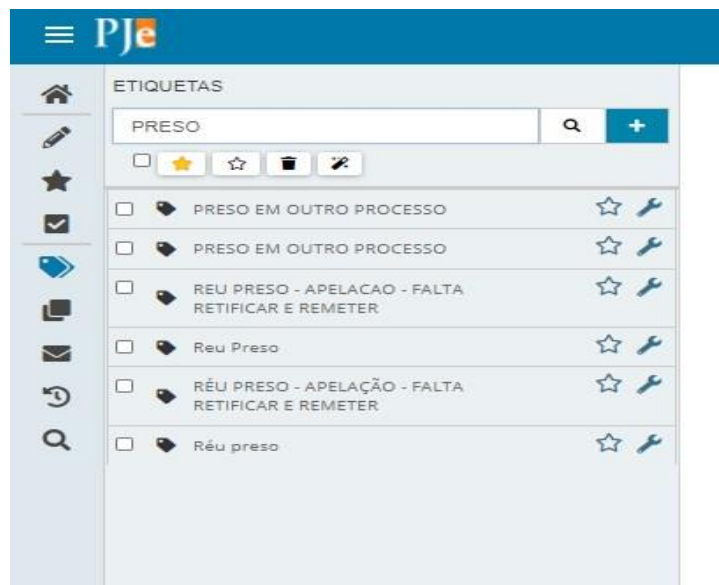 PJe
ETIQUETAS
PRESO
PRESO EM OUTRO PROCESSO
PRESO EM OUTRO PROCESSO
REU PRESO - APELACAO - FALTA
RETIFICAR E REMETER
Reu Preso
RÉU PRESO - APELAÇÃO - FALTA
RETIFICAR E REMETER
Réu preso